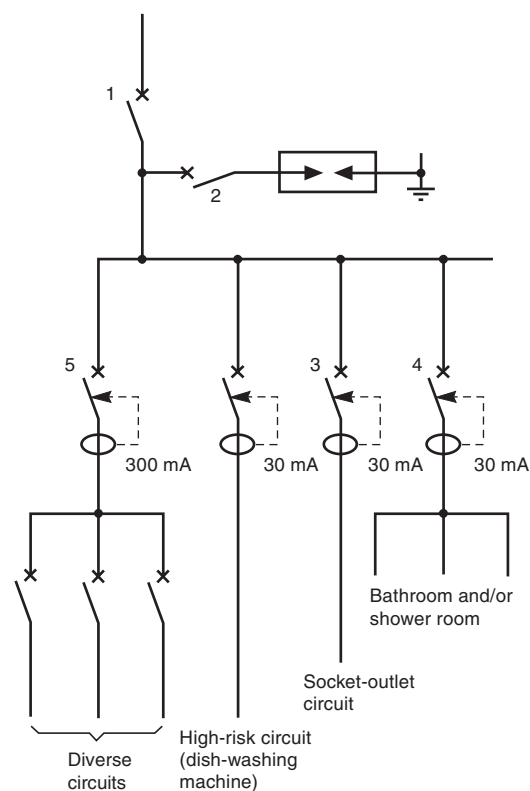 1
2
5
3
4
300 mA
30 mA
30 mA
30 mA
Bathroom and/or
shower room
Socket-outlet
circuit
High-risk circuit
(dish-washing
machine)
Diverse
circuits